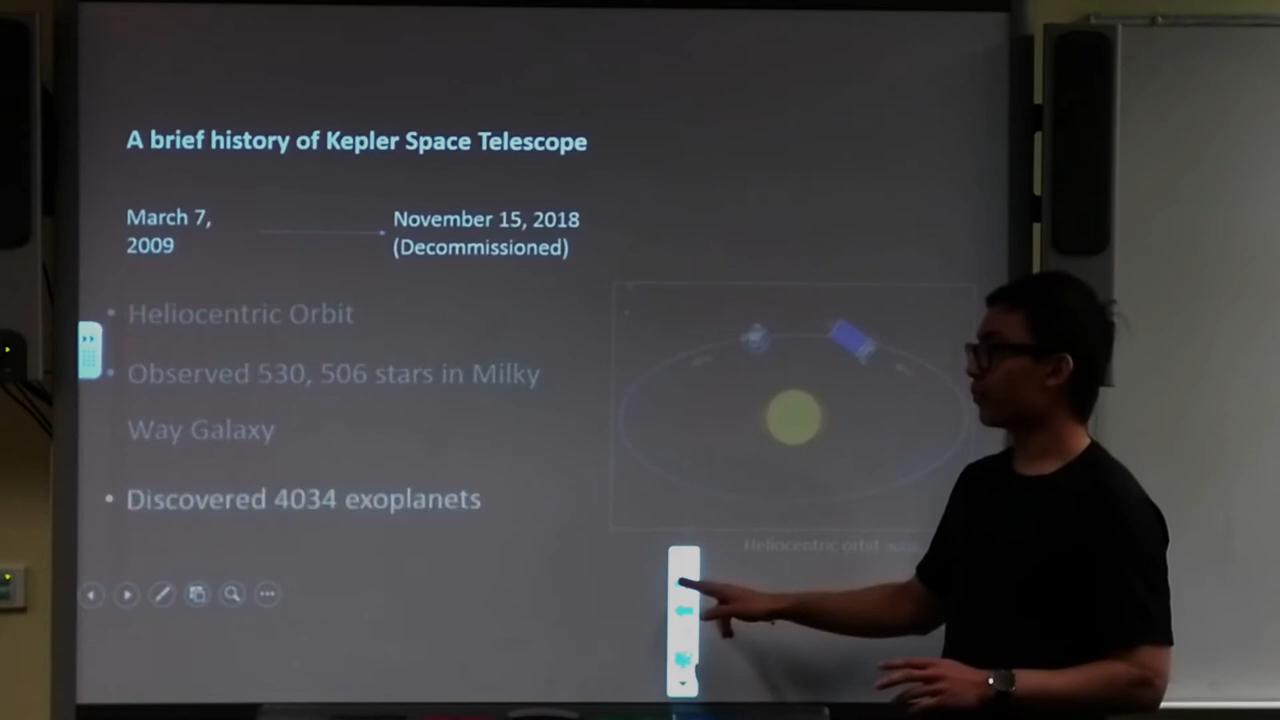 A brief history of Kepler Space Telescope
March 7,
2009
November 15, 2018
(Decommissioned)
• Heliocentric Orbit
• Observed 530, 506 stars in Milky
Way Galaxy
• Discovered 4034 exoplanets
Heliocentric orbit